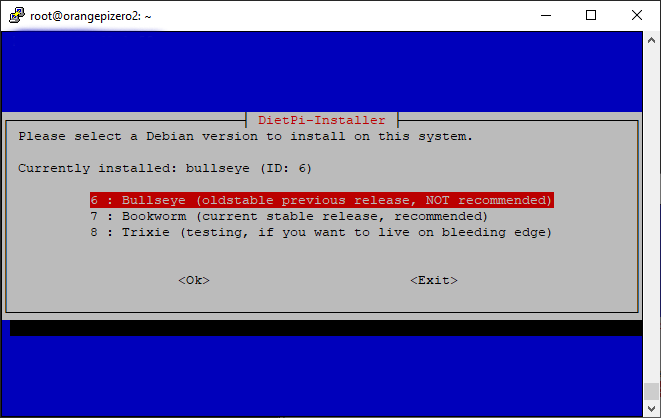 root@orangepizero2: ~
DietPi-Installer
Please select a Debian version to install on this system.
Currently installed: bullseye (ID: 6)
6 : Bullseye (oldstable previous release, NOT recommended)
7 : Bookworm (current stable release, recommended)
8 : Trixie (testing, if you want to live on bleeding edge)
<Ok> <Exit>